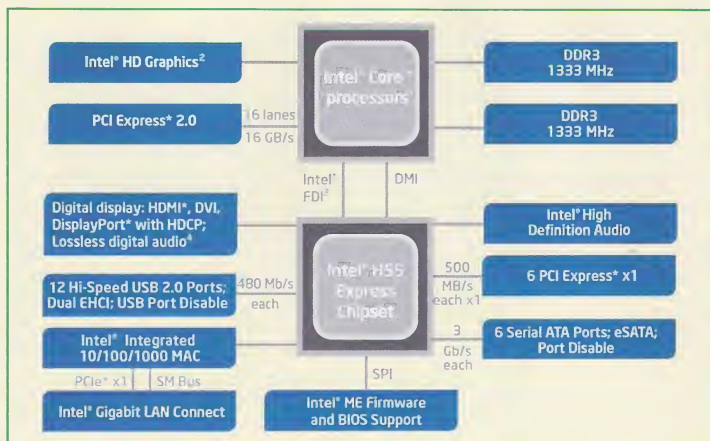 Intel® HD Graphics²
PCI Express* 2.0
16 lanes
16 GB/s
Intel® Core™
processors¹
DDR3
1333 MHz
DDR3
1333 MHz
Intel®
FDI²
DMI
Digital display: HDMI*, DVI,
DisplayPort* with HDCP;
Lossless digital audio⁴
12 Hi-Speed USB 2.0 Ports;
Dual EHCI; USB Port Disable
480 Mb/s
each
Intel® Integrated
10/100/1000 MAC
PCIe* x1
SM Bus
Intel® Gigabit LAN Connect
Intel® H55
Express
Chipset
Intel® High
Definition Audio
500
MB/s
each x1
6 PCI Express* x1
3
Gb/s
each
6 Serial ATA Ports; eSATA;
Port Disable
SPI
Intel® ME Firmware
and BIOS Support